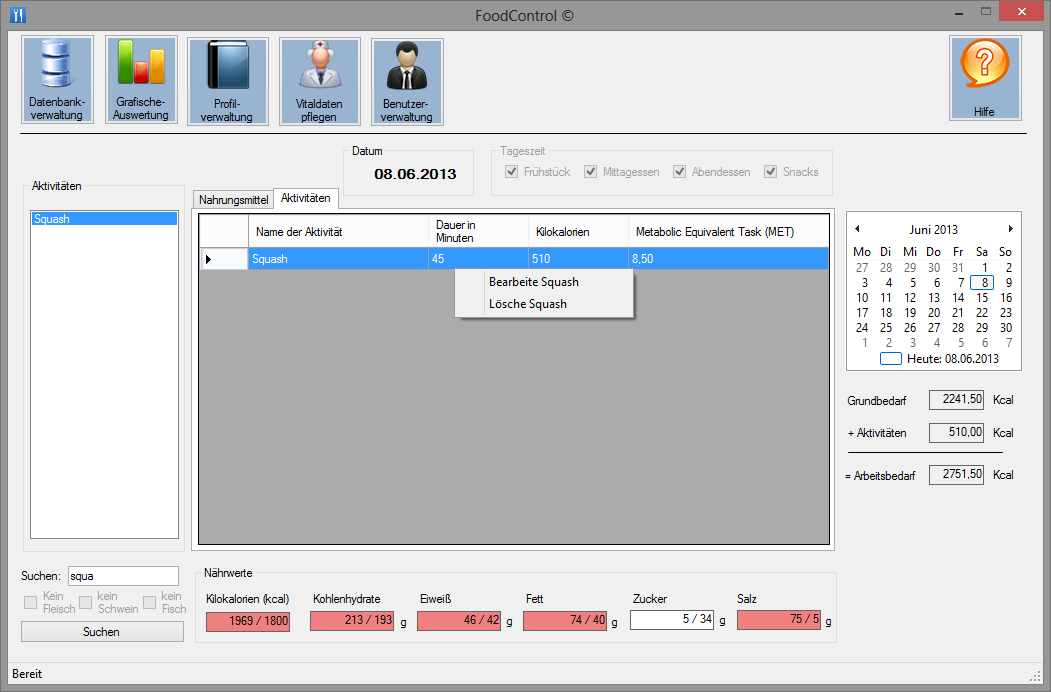 FoodControl ©
Datenbank-
verwaltung
Grafische-
Auswertung
Profil-
verwaltung
Vitaldaten
pflegen
Benutzer-
verwaltung
Hilfe
Datum
08.06.2013
Tageszeit
Frühstück
Mittagessen
Abendessen
Snacks
Aktivitäten
Squash
Nahrungsmittel
Aktivitäten
Name der Aktivität
Dauer in
Minuten
Kilokalorien
Metabolic Equivalent Task (MET)
Squash 45 510 8,50
Bearbeite Squash
Lösche Squash
Juni 2013
Mo Di Mi Do Fr Sa So
27 28 29 30 31 1 2
3 4 5 6 7 8 9
10 11 12 13 14 15 16
17 18 19 20 21 22 23
24 25 26 27 28 29 30
1 2 3 4 5 6 7
Heute: 08.06.2013
Grundbedarf 2241,50 Kcal
+ Aktivitäten 510,00 Kcal
= Arbeitsbedarf 2751,50 Kcal
Suchen: squa
Kein
Fleisch
kein
Schwein
kein
Fisch
Suchen
Nährwerte
Kilokalorien (kcal)
1969 / 1800
Kohlenhydrate
213 / 193 g
Eiweiß
46 / 42 g
Fett
74 / 40 g
Zucker
5 / 34 g
Salz
75 / 5 g
Bereit